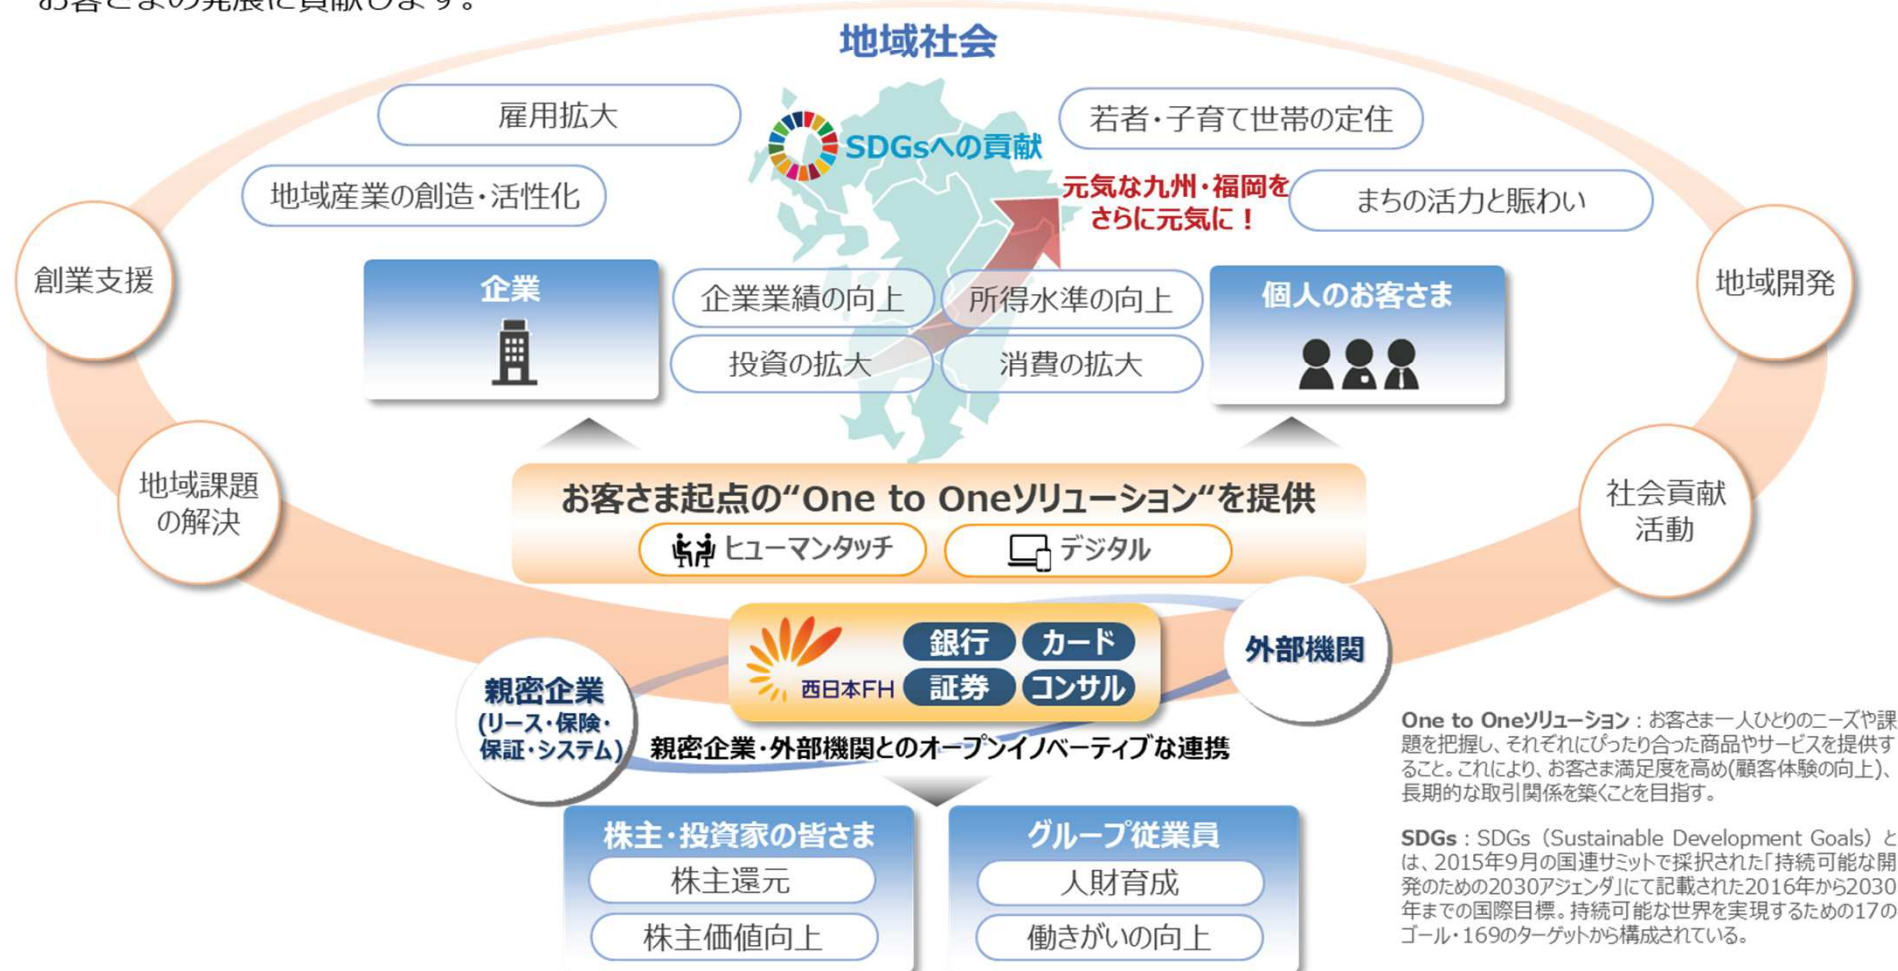 お客さまの発展に貢献します。
地域社会
雇用拡大
SDGsへの貢献
若者・子育て世帯の定住
地域産業の創造・活性化
元気な九州・福岡を
さらに元気に！
まちの活力と賑わい
創業支援
地域開発
企業
企業業績の向上
所得水準の向上
個人のお客さま
投資の拡大
消費の拡大
地域課題
の解決
社会貢献
活動
お客さま起点の“One to Oneソリューション“を提供
ヒューマンタッチ
デジタル
西日本FH
銀行
カード
証券
コンサル
外部機関
親密企業
(リース・保険・
保証・システム)
親密企業・外部機関とのオープンイノベーティブな連携
株主・投資家の皆さま
株主還元
株主価値向上
グループ従業員
人財育成
働きがいの向上
One to Oneソリューション：お客さま一人ひとりのニーズや課
題を把握し、それぞれにぴったり合った商品やサービスを提供す
ること。これにより、お客さま満足度を高め(顧客体験の向上)、
長期的な取引関係を築くことを目指す。
SDGs：SDGs（Sustainable Development Goals）と
は、2015年9月の国連サミットで採択された「持続可能な開
発のための2030アジェンダ」にて記載された2016年から2030
年までの国際目標。持続可能な世界を実現するための17の
ゴール・169のターゲットから構成されている。